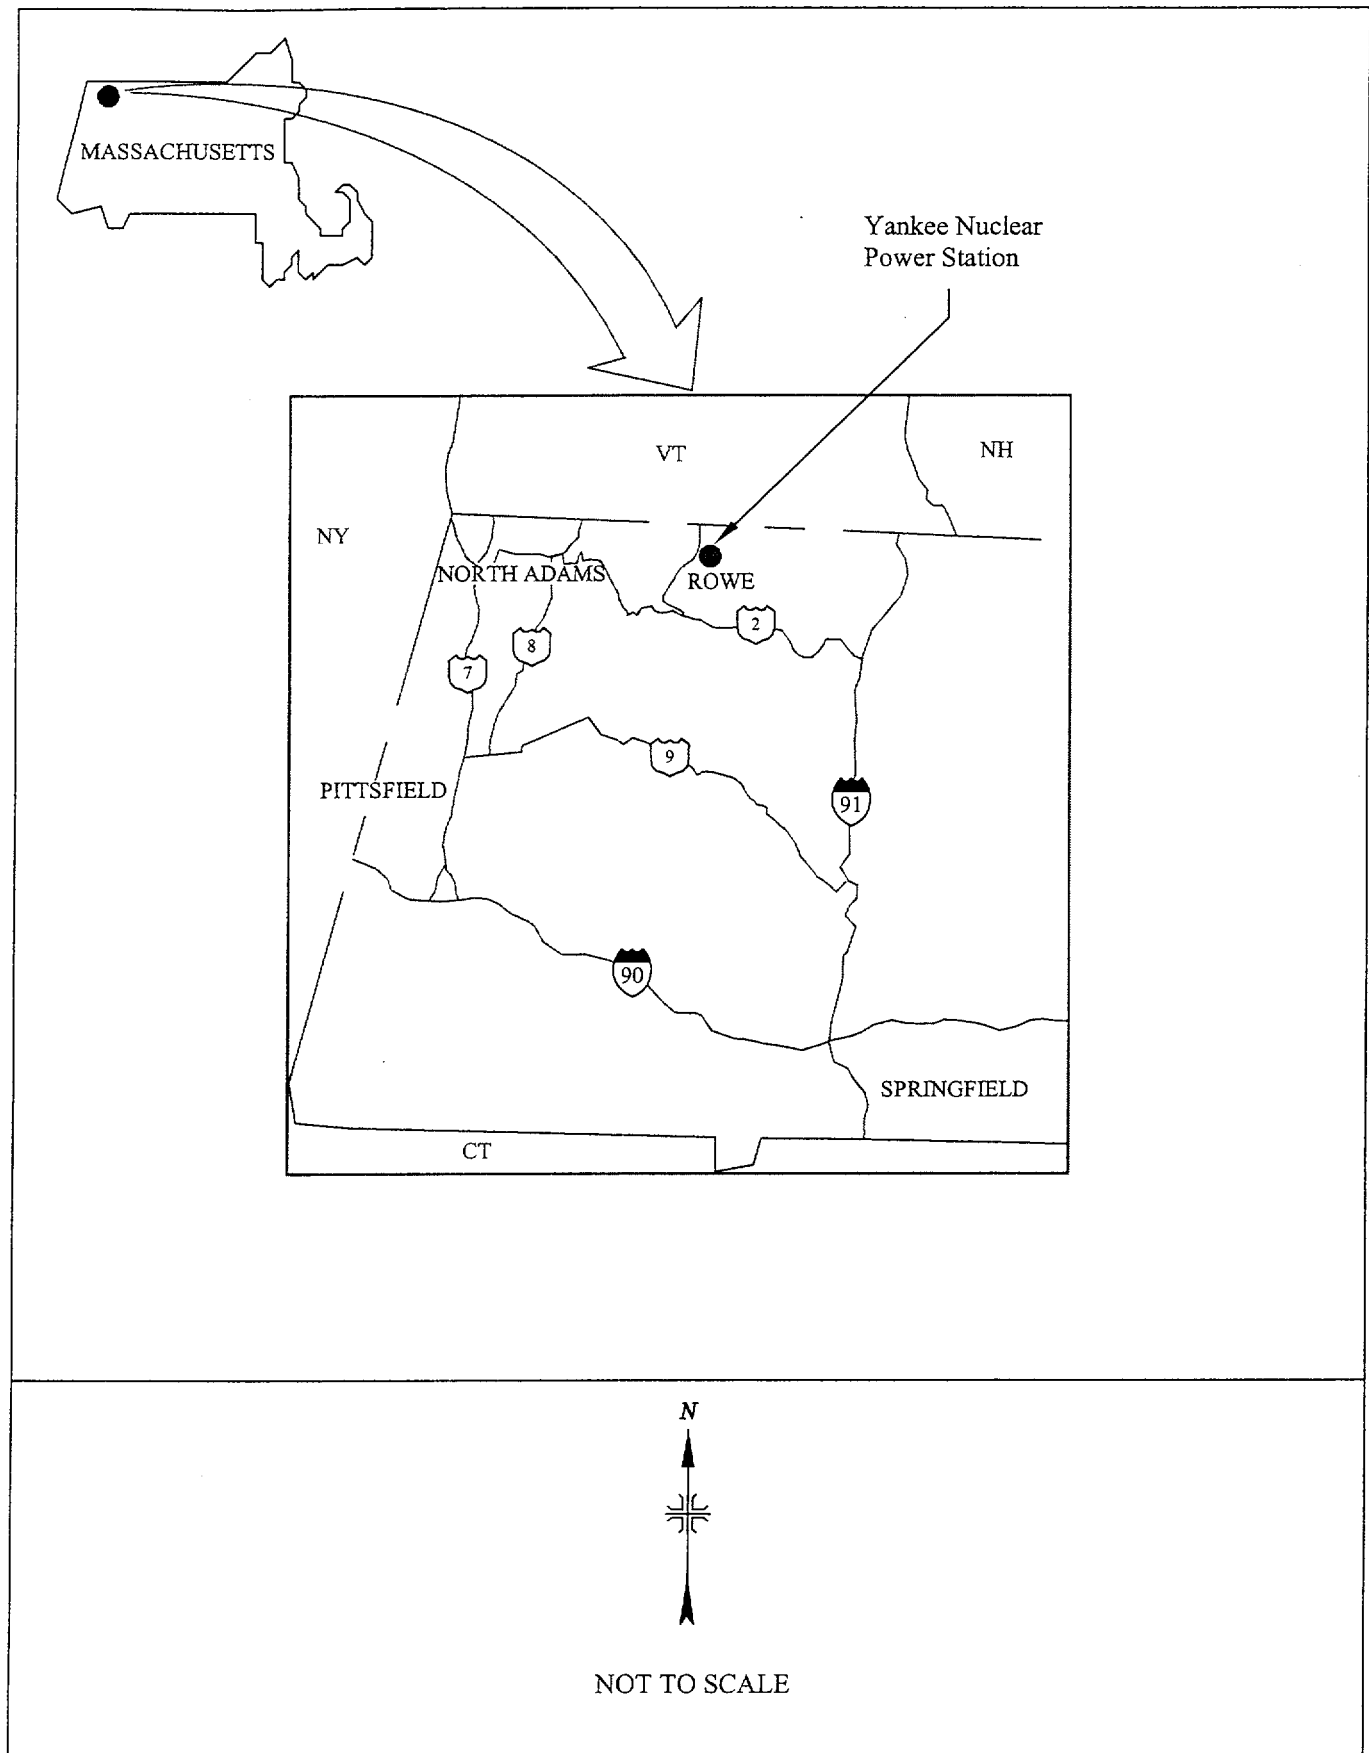 MASSACHUSETTS
Yankee Nuclear
Power Station
VT
NH
NY
NORTH ADAMS
ROWE
2
8
7
9
PITTSFIELD
91
90
SPRINGFIELD
CT
N
NOT TO SCALE